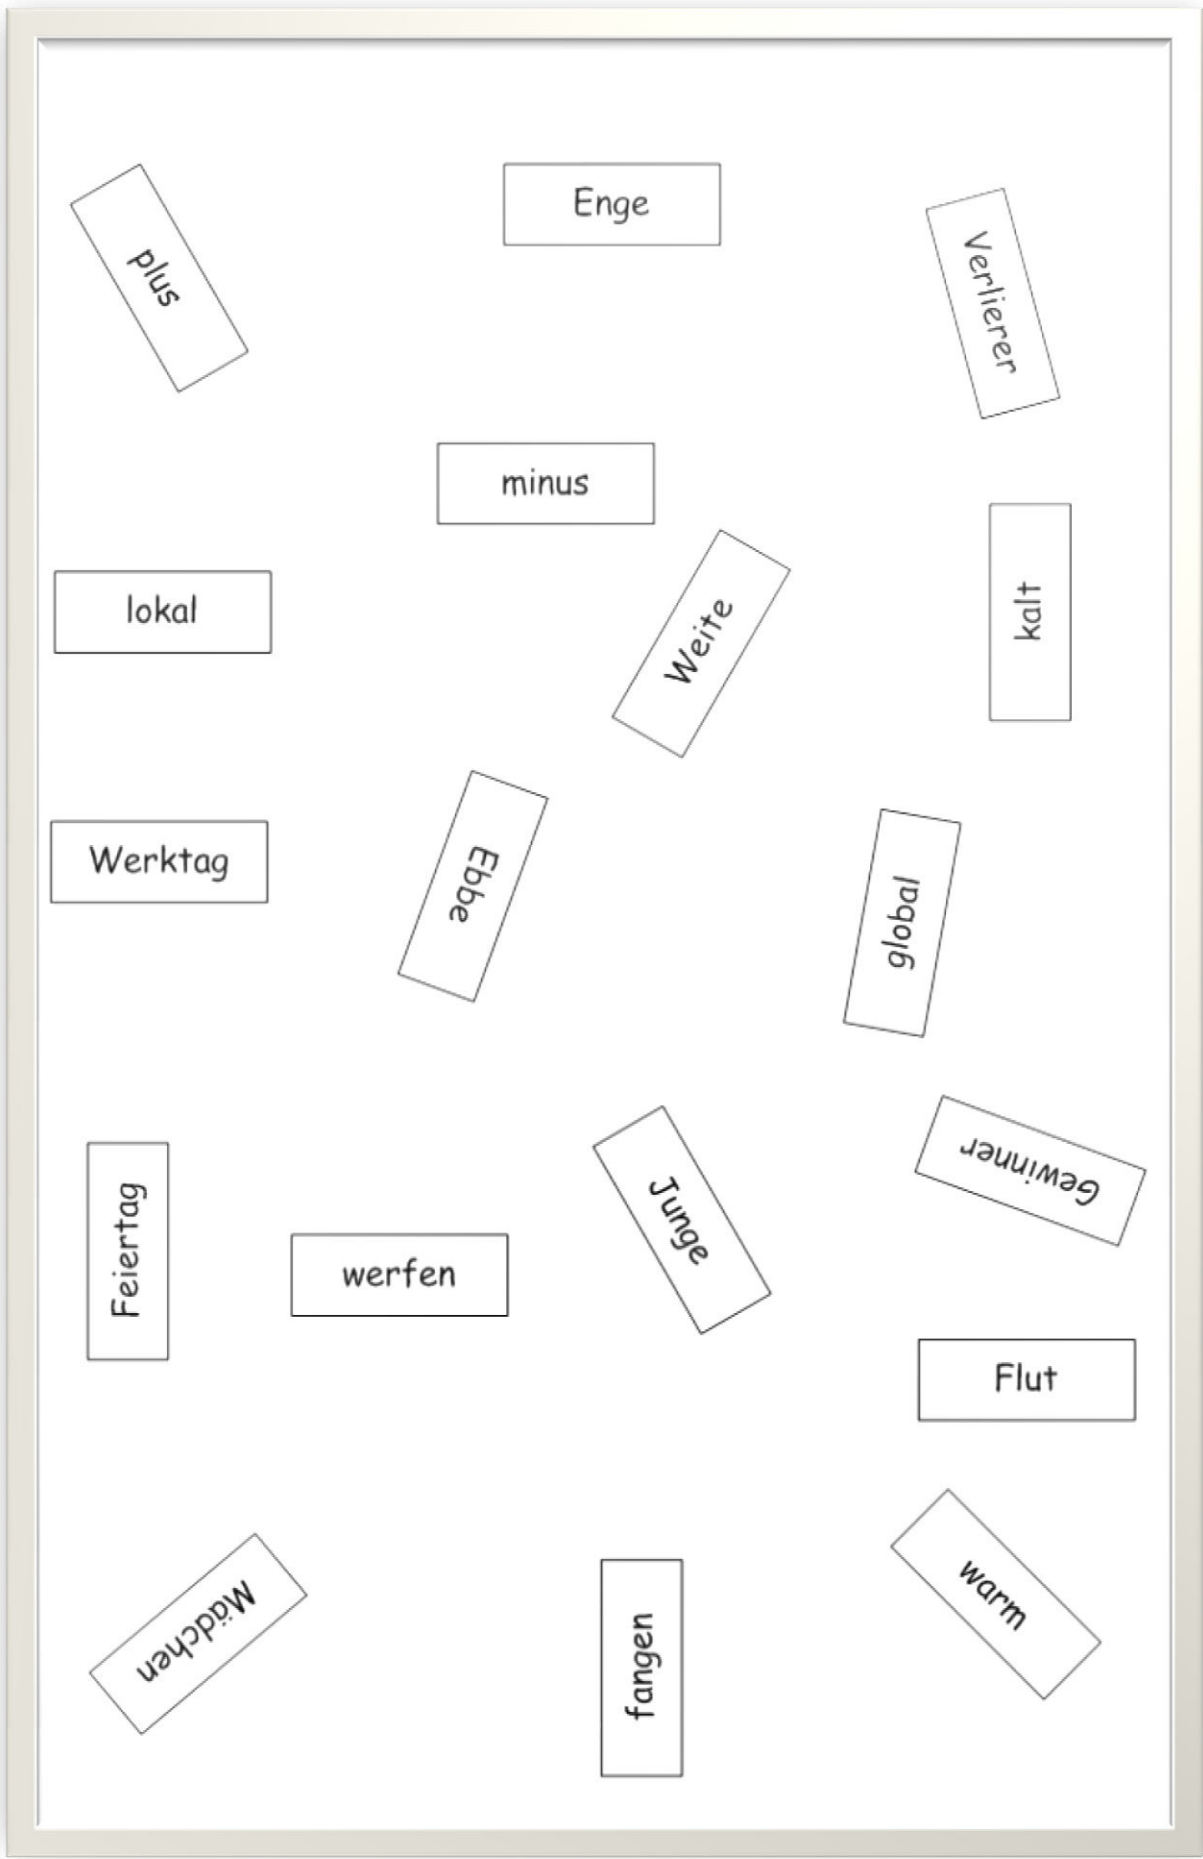 plus
Enge
Verlierer
minus
kalt
lokal
Weite
Werktag
Ebbe
global
Gewinner
Junge
Feiertag
werfen
Flut
warm
Mädchen
fangen